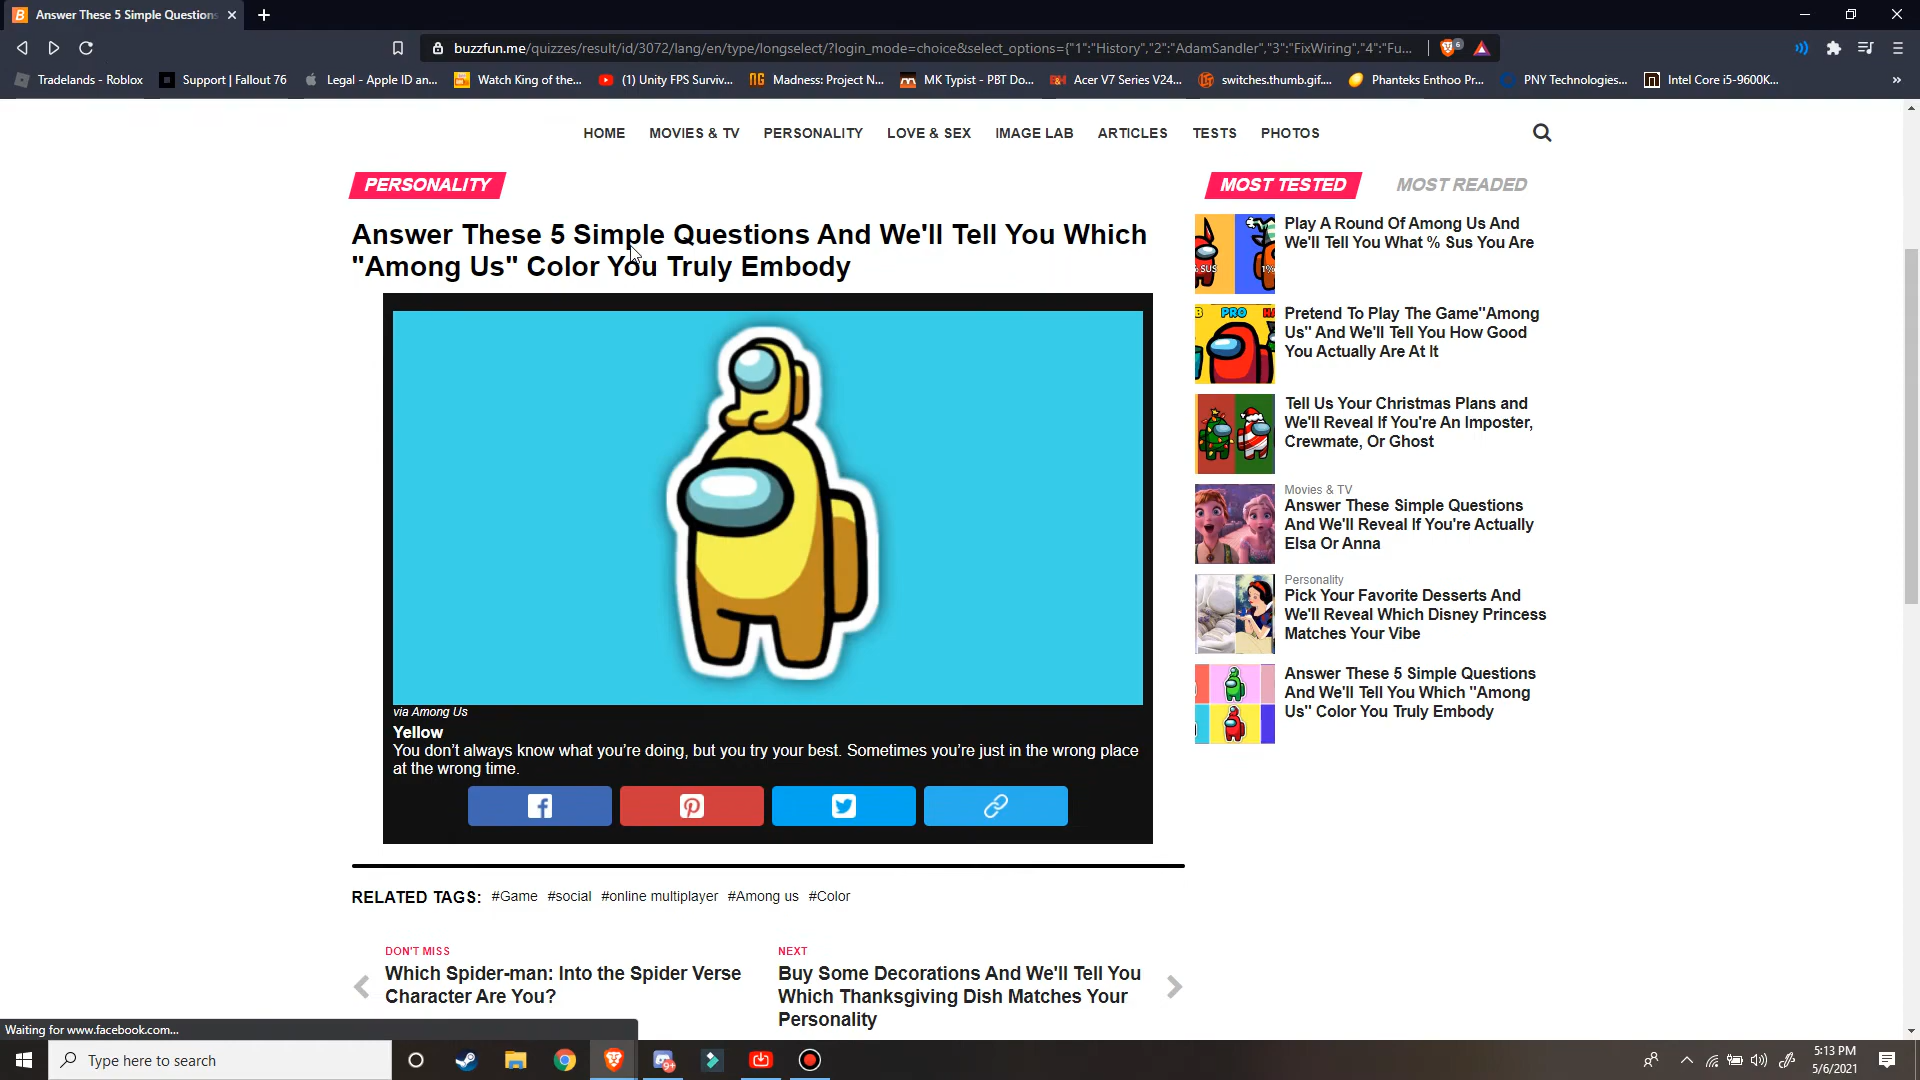 Answer These 5 Simple Questions
buzzfun.me/quizzes/result/id/3072/lang/en/type/longselect/?login_mode=choice&select_options={"1":"History","2":"AdamSandler","3":"FixWiring","4":"Fu...
6
Tradelands - Roblox
Support | Fallout 76
Legal - Apple ID an...
Watch King of the...
(1) Unity FPS Surviv...
Madness: Project N...
MK Typist - PBT Do...
Acer V7 Series V24...
switches.thumb.gif....
Phanteks Enthoo Pr...
PNY Technologies...
Intel Core i5-9600K...
HOME MOVIES & TV PERSONALITY LOVE & SEX IMAGE LAB ARTICLES TESTS PHOTOS
PERSONALITY
Answer These 5 Simple Questions And We'll Tell You Which
"Among Us" Color You Truly Embody
via Among Us
Yellow
You don’t always know what you’re doing, but you try your best. Sometimes you’re just in the wrong place
at the wrong time.
RELATED TAGS: #Game #social #online multiplayer #Among us #Color
DON'T MISS
Which Spider-man: Into the Spider Verse
Character Are You?
NEXT
Buy Some Decorations And We'll Tell You
Which Thanksgiving Dish Matches Your
Personality
MOST TESTED MOST READED
Play A Round Of Among Us And
We'll Tell You What % Sus You Are
Pretend To Play The Game"Among
Us" And We'll Tell You How Good
You Actually Are At It
PRO
Tell Us Your Christmas Plans and
We'll Reveal If You're An Imposter,
Crewmate, Or Ghost
Movies & TV
Answer These Simple Questions
And We'll Reveal If You're Actually
Elsa Or Anna
Personality
Pick Your Favorite Desserts And
We'll Reveal Which Disney Princess
Matches Your Vibe
Answer These 5 Simple Questions
And We'll Tell You Which "Among
Us" Color You Truly Embody
Waiting for www.facebook.com...
Type here to search
5:13 PM
5/6/2021